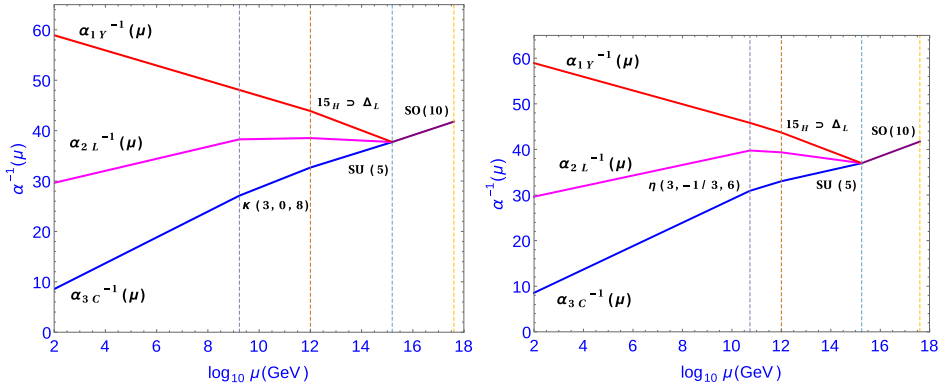 60
50
40
30
20
10
0
α⁻¹(μ)
α₁Y⁻¹(μ)
α₂L⁻¹(μ)
α₃C⁻¹(μ)
15H ⊃ ΔL
SO(10)
SU (5)
κ (3, 0, 8)
2 4 6 8 10 12 14 16 18
log₁₀ μ(GeV)
60
50
40
30
20
10
0
α⁻¹(μ)
α₁Y⁻¹(μ)
α₂L⁻¹(μ)
α₃C⁻¹(μ)
15H ⊃ ΔL
SO(10)
η (3, -1/3, 6)
SU (5)
2 4 6 8 10 12 14 16 18
log₁₀ μ(GeV)